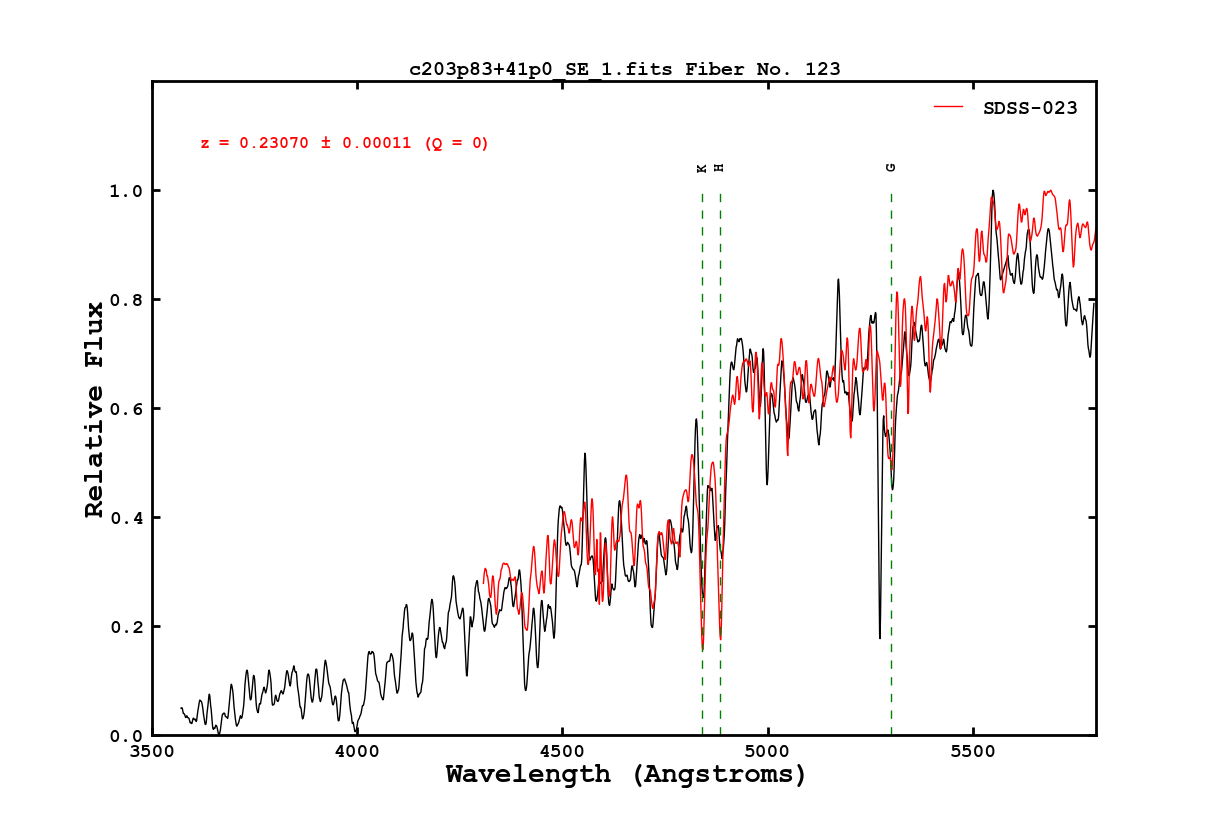 c203p83+41p0_SE_1.fits Fiber No. 123
SDSS-023
z = 0.23070 ± 0.00011 (Q = 0)
K H G
1.0
0.8
0.6
0.4
0.2
0.0
Relative Flux
3500 4000 4500 5000 5500
Wavelength (Angstroms)